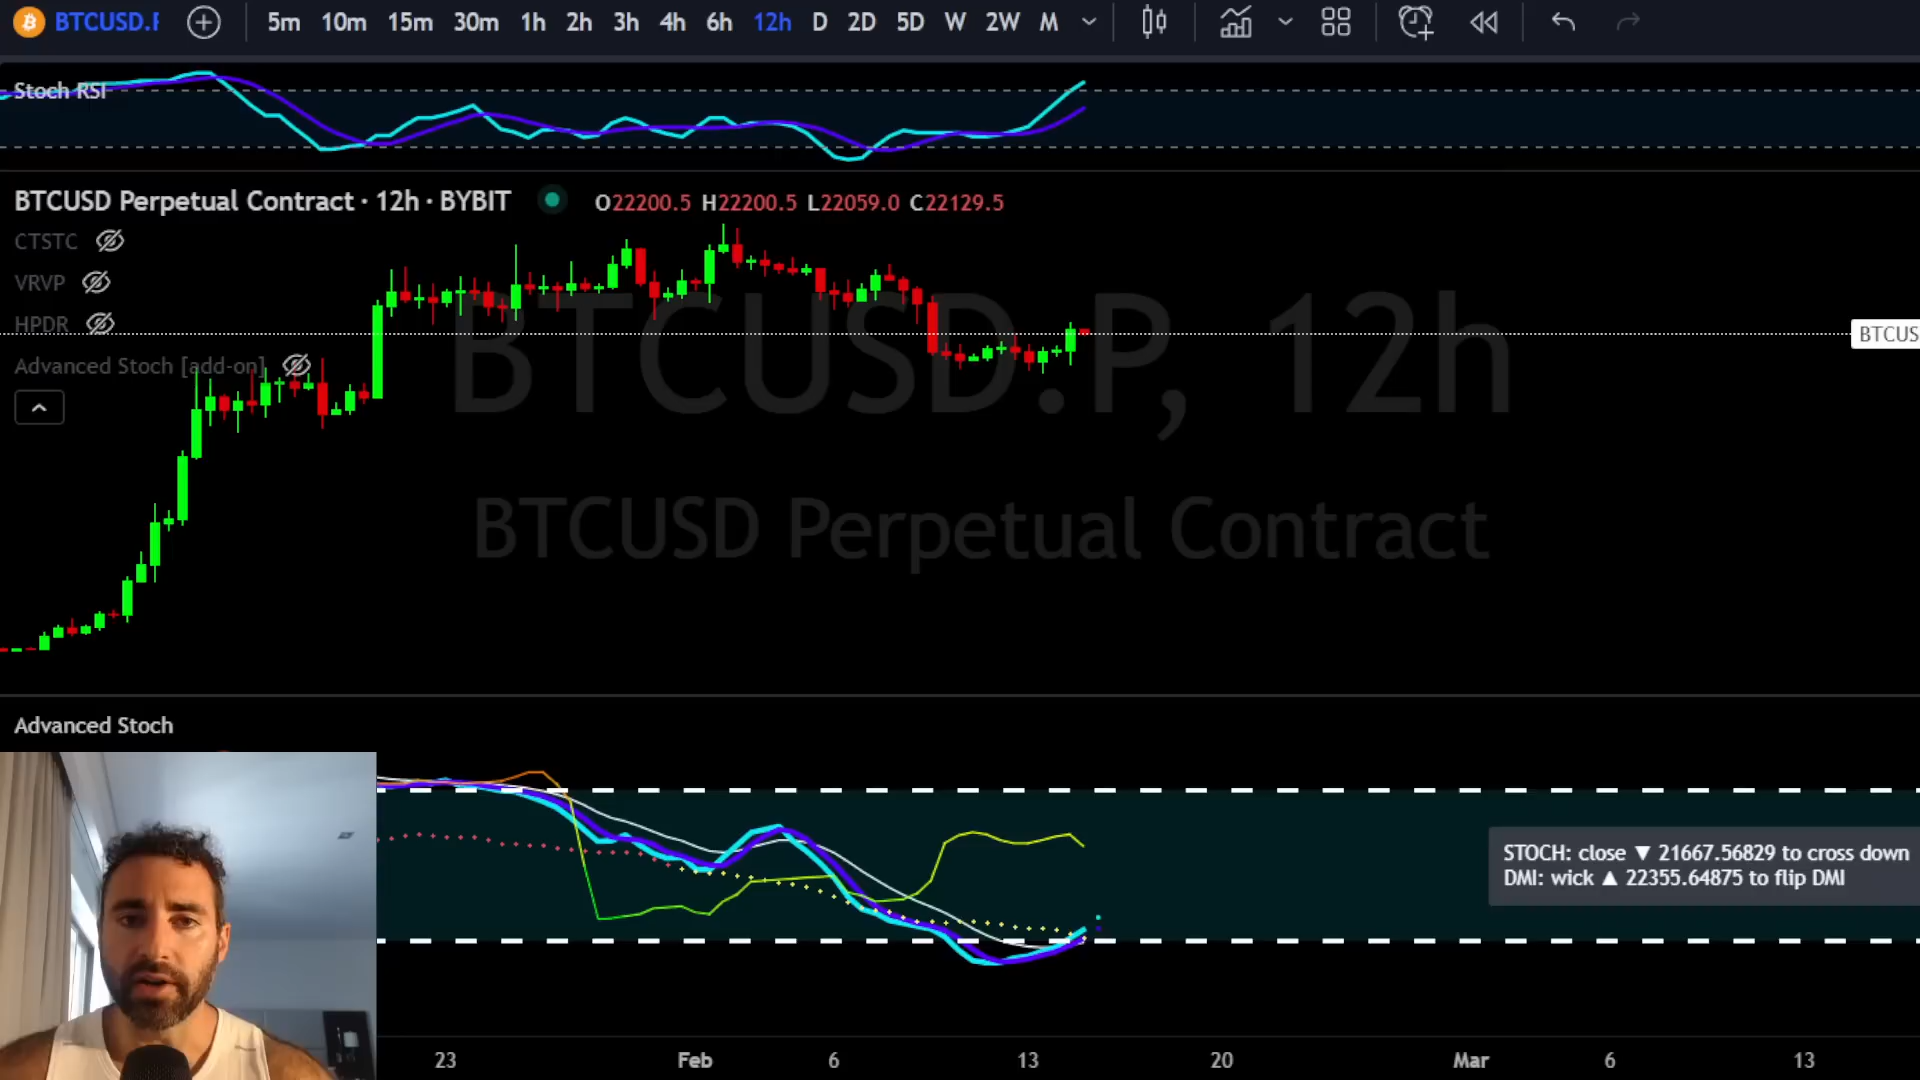 BTCUSD.P
5m 10m 15m 30m 1h 2h 3h 4h 6h 12h D 2D 5D W 2W M
Stoch RSI
BTCUSD Perpetual Contract · 12h · BYBIT O22200.5 H22200.5 L22059.0 C22129.5
CTSTC
VRVP
HPDR
BTCUS
Advanced Stoch [add-on]
BTCUSD.P, 12h
BTCUSD Perpetual Contract
Advanced Stoch
STOCH: close ▼ 21667.56829 to cross down
DMI: wick ▲ 22355.64875 to flip DMI
23 Feb 6 13 20 Mar 6 13